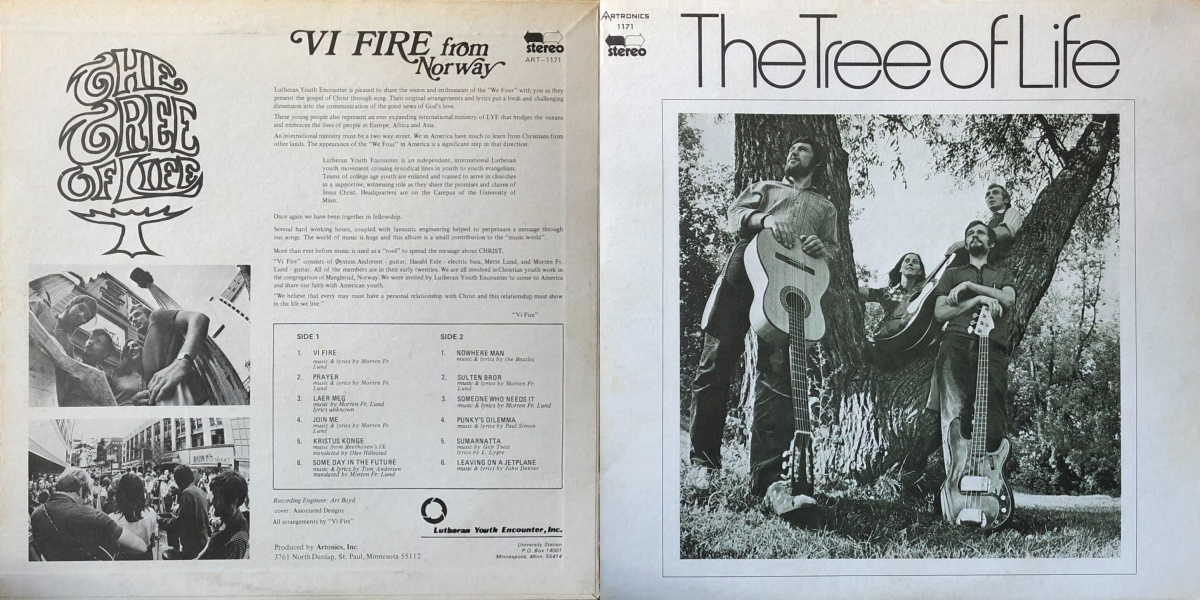 THE
TREE
OF LIFE
VI FIRE from
Norway
stereo
ART-1171
Lutheran Youth Encounter is pleased to share the vision and enthusiasm of the "We Four" with you as they
present the gospel of Christ through song. Their original arrangements and lyrics put a fresh and challenging
dimension into the communication of the good news of God's love.
These young people also represent an ever expanding international ministry of LYE that bridges the oceans
and embraces the lives of people in Europe, Africa and Asia.
An international ministry must be a two way street. We in America have much to learn from Christians from
other lands. The appearance of the "We Four" in America is a significant step in that direction.
Lutheran Youth Encounter is an independent, international Lutheran
youth movement crossing synodical lines in youth to youth evangelism.
Teams of college age youth are enlisted and trained to serve in churches
in a supportive, witnessing role as they share the promises and claims of
Jesus Christ. Headquarters are on the Campus of the University of
Minn.
Once again we have been together in fellowship.
Several hard working hours, coupled with fantastic engineering helped to perpetuate a message through
our songs. The world of music is huge and this album is a small contribution to the "music world".
More than ever before music is used as a "tool" to spread the message about CHRIST.
"Vi Fire" consists of Øystein Andresen - guitar, Harald Eide - electric bass, Mette Lund, and Morten Fr.
Lund - guitar. All of the members are in their early twenties. We are all involved in Christian youth work in
the congregation of Manglerud, Norway. We were invited by Lutheran Youth Encounter to come to America
and share our faith with American youth.
"We believe that every may must have a personal relationship with Christ and this relationship must show
in the life we live."
"Vi Fire"
SIDE 1
1. VI FIRE
music & lyrics by Morten Fr.
Lund
2. PRAYER
music & lyrics by Morten Fr.
Lund
3. LAER MEG
music by Morten Fr. Lund
lyrics unknown
4. JOIN ME
music & lyrics by Morten Fr.
Lund
5. KRISTUS KONGE
music from Beethoven's IX
translated by Olav Hillestad
6. SOME DAY IN THE FUTURE
music & lyrics by Tom Andersen
translated by Morten Fr. Lund
SIDE 2
1. NOWHERE MAN
music & lyrics by the Beatles
2. SULTEN BROR
music & lyrics by Morten Fr.
Lund
3. SOMEONE WHO NEEDS IT
music & lyrics by Morten Fr. Lund
4. PUNKY'S DILEMMA
music & lyrics by Paul Simon
5. SUMARNATTA
music by Geir Tveit
lyrics by L. Lygre
6. LEAVING ON A JETPLANE
music & lyrics by John Denver
Recording Engineer: Art Boyd
cover: Associated Designs
All arrangements by "Vi Fire"
Produced by Artonics, Inc.
3761 North Dunlap, St. Paul, Minnesota 55112
Lutheran Youth Encounter, Inc.
University Station
P.O. Box 14001
Minneapolis, Minn. 55414
ARTRONICS
1171
stereo
The Tree of Life